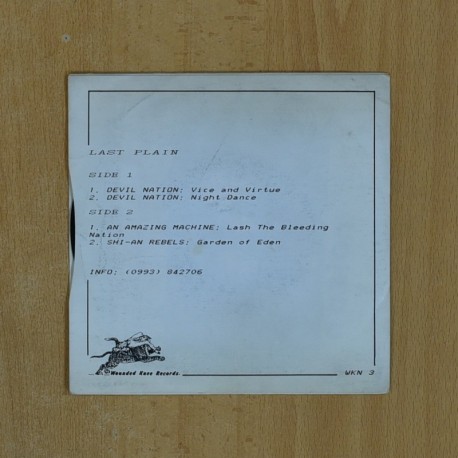 LAST PLAIN
SIDE 1
1. DEVIL NATION: Vice and Virtue
2. DEVIL NATION: Night Dance
SIDE 2
1. AN AMAZING MACHINE: Lash The Bleeding
Nation
2. SHI-AN REBELS: Garden of Eden
INFO: (0993) 842706
Wounded Knee Records
WKN 3